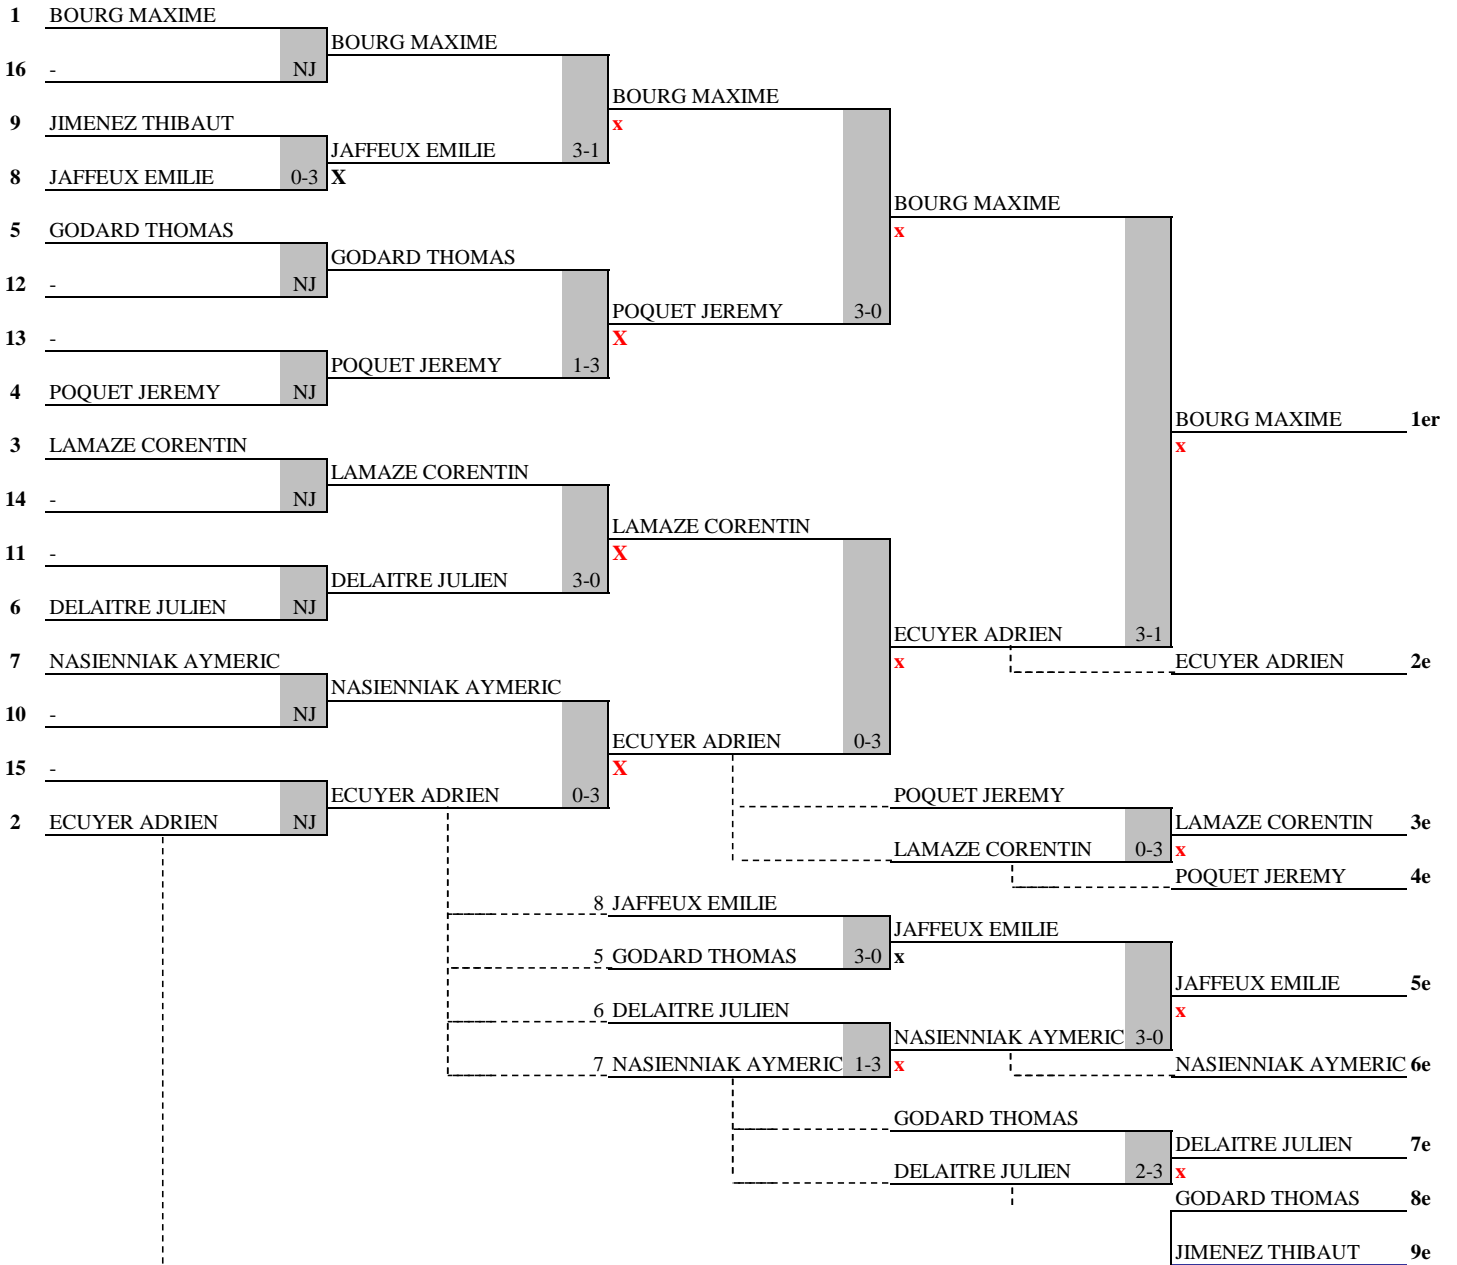 1 BOURG MAXIME
BOURG MAXIME
16 - NJ
BOURG MAXIME
9 JIMENEZ THIBAUT x
JAFFEUX EMILIE 3-1
8 JAFFEUX EMILIE 0-3 X
BOURG MAXIME
5 GODARD THOMAS x
GODARD THOMAS
12 - NJ
POQUET JEREMY 3-0
13 - X
POQUET JEREMY 1-3
4 POQUET JEREMY NJ
BOURG MAXIME 1er
3 LAMAZE CORENTIN x
LAMAZE CORENTIN
14 - NJ
LAMAZE CORENTIN
11 - X
DELAITRE JULIEN 3-0
6 DELAITRE JULIEN NJ
ECUYER ADRIEN 3-1
7 NASIENNIAK AYMERIC x ECUYER ADRIEN 2e
NASIENNIAK AYMERIC
10 - NJ
ECUYER ADRIEN 0-3
15 - X
ECUYER ADRIEN 0-3 POQUET JEREMY
2 ECUYER ADRIEN NJ LAMAZE CORENTIN 3e
LAMAZE CORENTIN 0-3 x
POQUET JEREMY 4e
8 JAFFEUX EMILIE
JAFFEUX EMILIE
5 GODARD THOMAS 3-0 x
JAFFEUX EMILIE 5e
6 DELAITRE JULIEN x
NASIENNIAK AYMERIC 3-0
7 NASIENNIAK AYMERIC 1-3 x NASIENNIAK AYMERIC 6e
GODARD THOMAS
DELAITRE JULIEN 7e
DELAITRE JULIEN 2-3 x
GODARD THOMAS 8e
JIMENEZ THIBAUT 9e